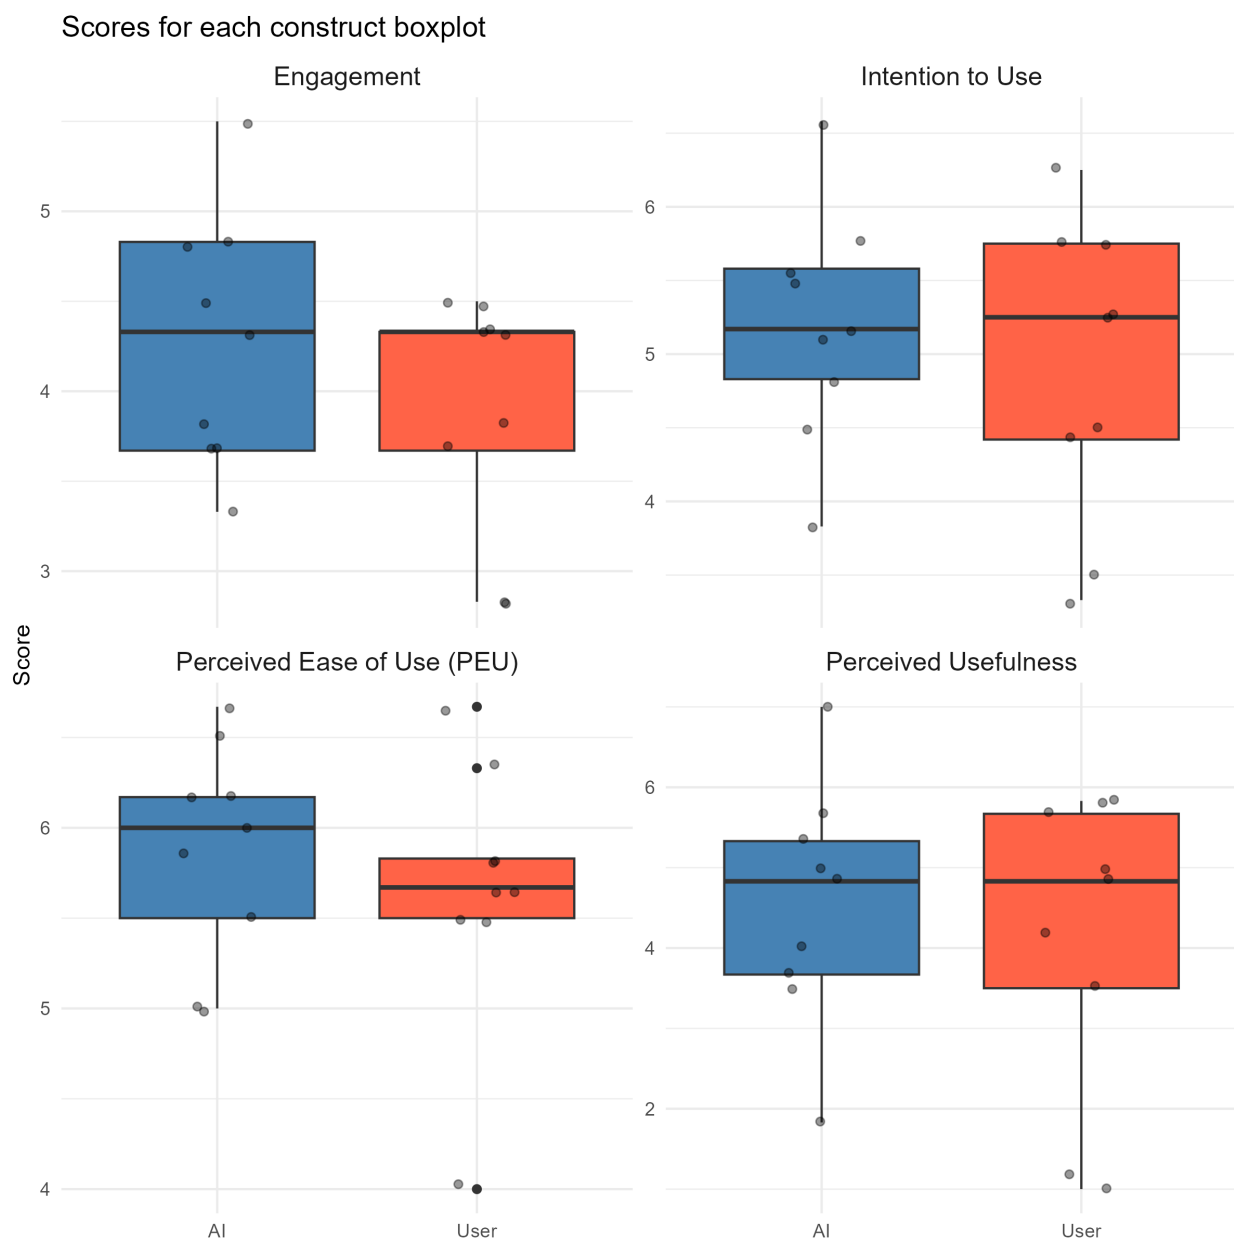 Scores for each construct boxplot
Engagement
Intention to Use
5
4
3
6
5
4
Score
Perceived Ease of Use (PEU)
Perceived Usefulness
6
5
4
6
4
2
AI
User
AI
User